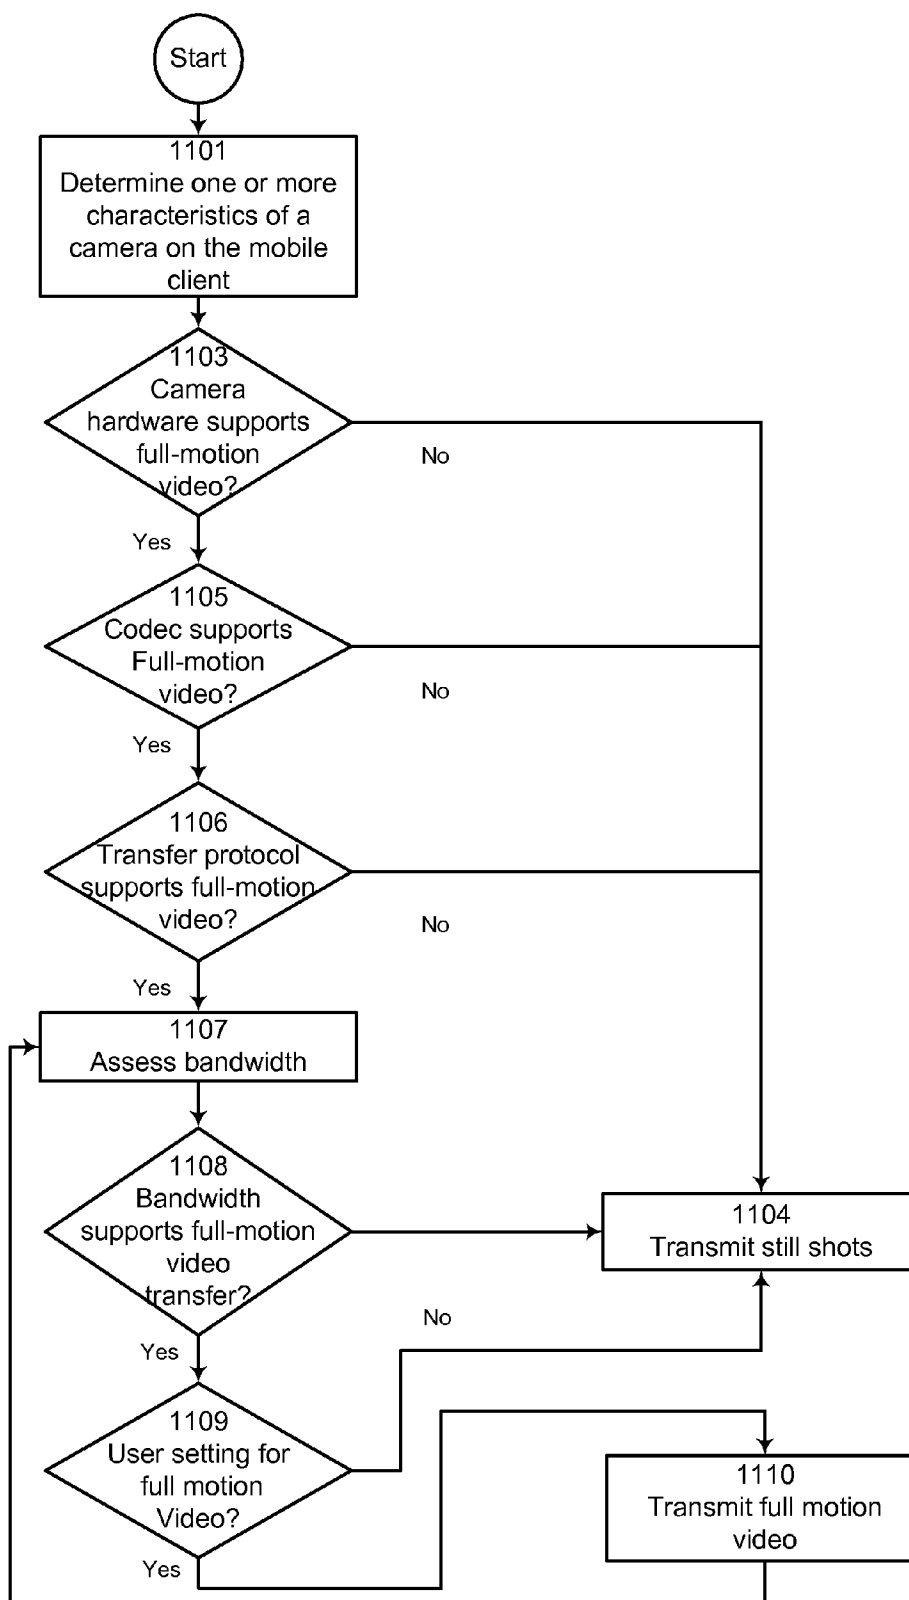 Start
1101
Determine one or more
characteristics of a
camera on the mobile
client
1103
Camera
hardware supports
full-motion
video?
No
Yes
1105
Codec supports
Full-motion
video?
No
Yes
1106
Transfer protocol
supports full-motion
video?
No
Yes
1107
Assess bandwidth
1108
Bandwidth
supports full-motion
video
transfer?
1104
Transmit still shots
No
Yes
1109
User setting for
full motion
Video?
1110
Transmit full motion
video
Yes